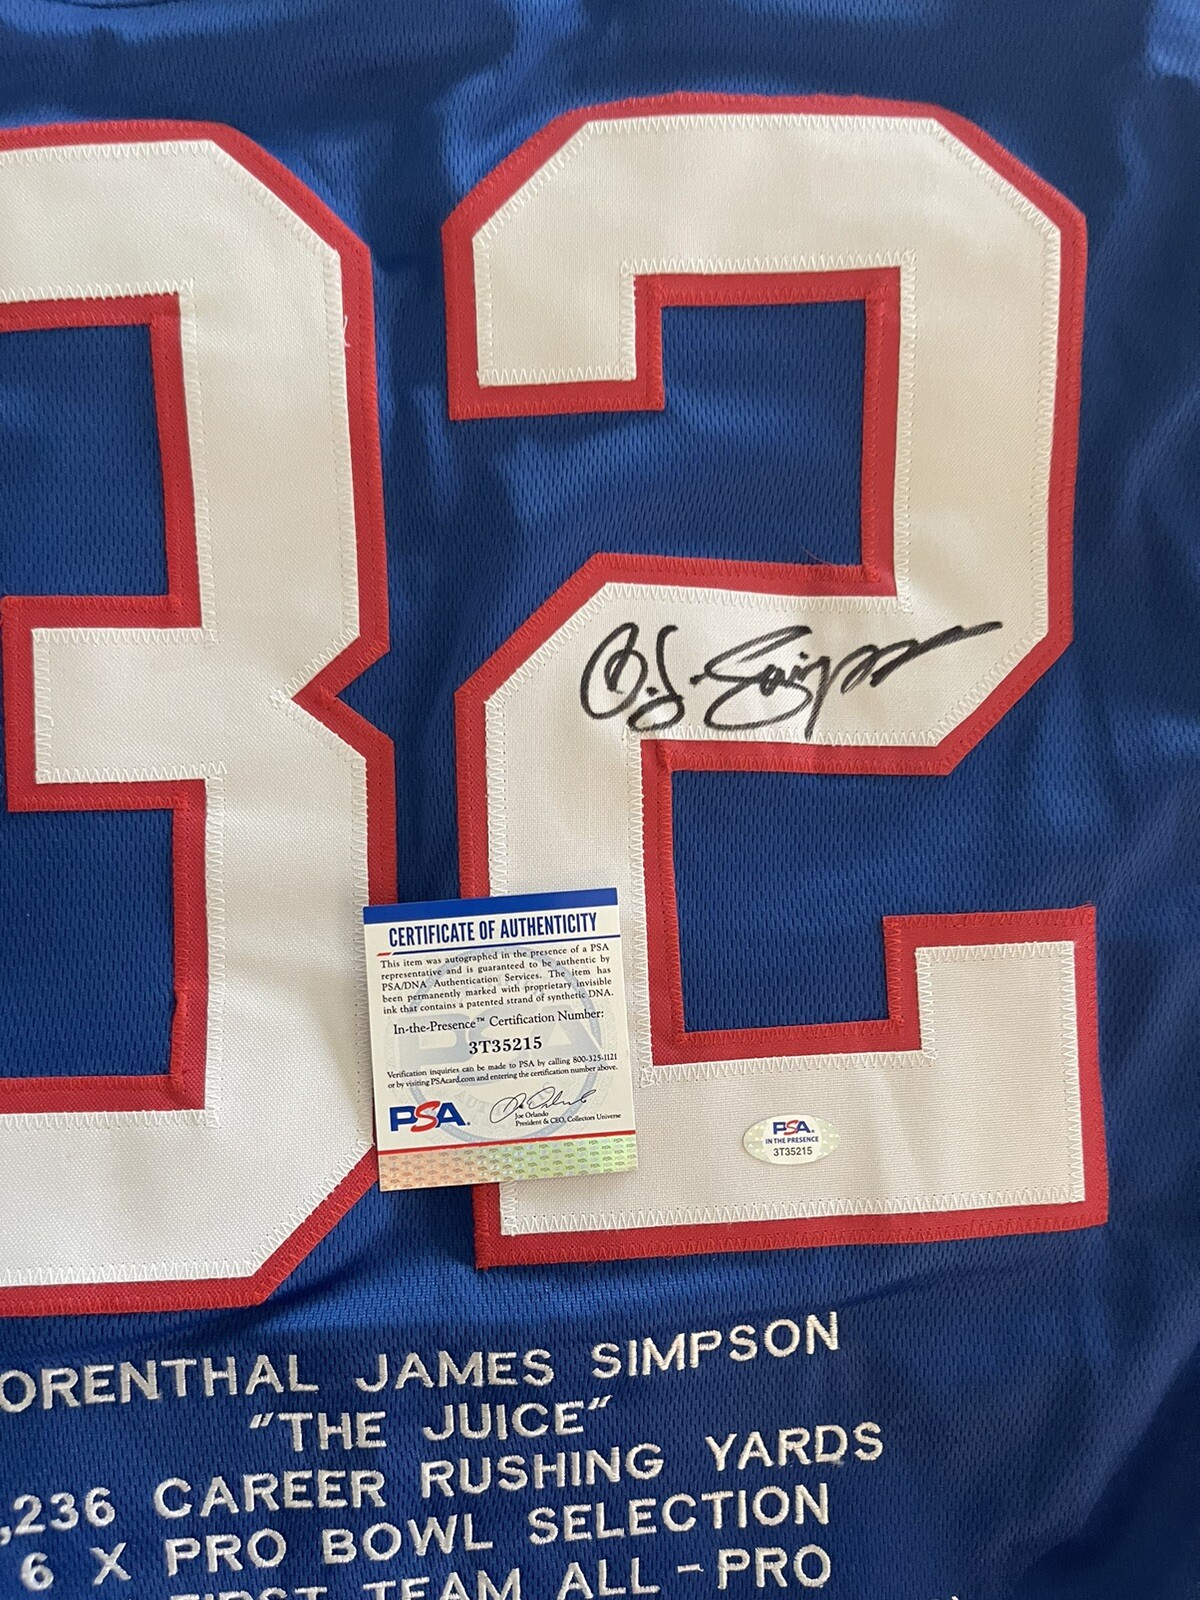 32
O.J. Simpson
CERTIFICATE OF AUTHENTICITY
This item was autographed in the presence of a PSA
representative and is guaranteed to be authentic by
PSA/DNA Authentication Services. The item has
been permanently marked with proprietary invisible
ink that contains a patented strand of synthetic DNA.
In-the-Presence™ Certification Number:
3T35215
Verification inquiries can be made to PSA by calling 800-325-1121
or by visiting PSAcard.com and entering the certification number above.
PSA
Joe Orlando
President & CEO, Collectors Universe
PSA
IN THE PRESENCE
3T35215
ORENTHAL JAMES SIMPSON
"THE JUICE"
,236 CAREER RUSHING YARDS
6 X PRO BOWL SELECTION
FIRST TEAM ALL-PRO